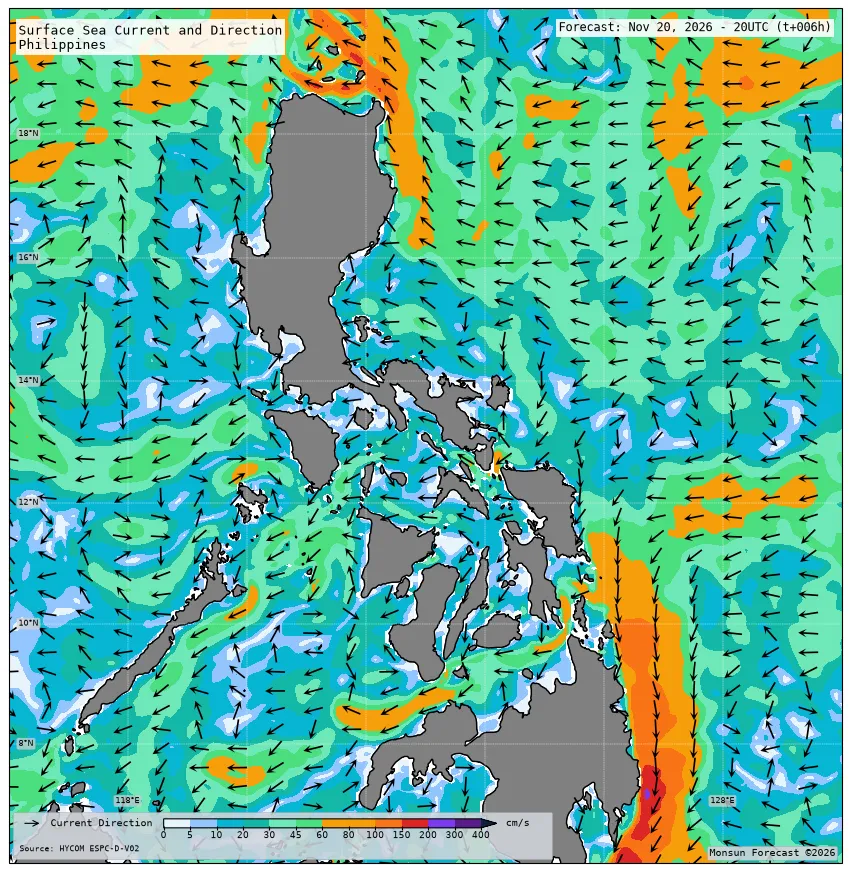 Surface Sea Current and Direction
Philippines
Forecast: Nov 20, 2026 - 20UTC (t+006h)
18°N
16°N
14°N
12°N
10°N
8°N
118°E
128°E
Current Direction
0 5 10 20 30 45 60 80 100 150 200 300 400
cm/s
Source: HYCOM ESPC-D-V02
Monsun Forecast ©2026